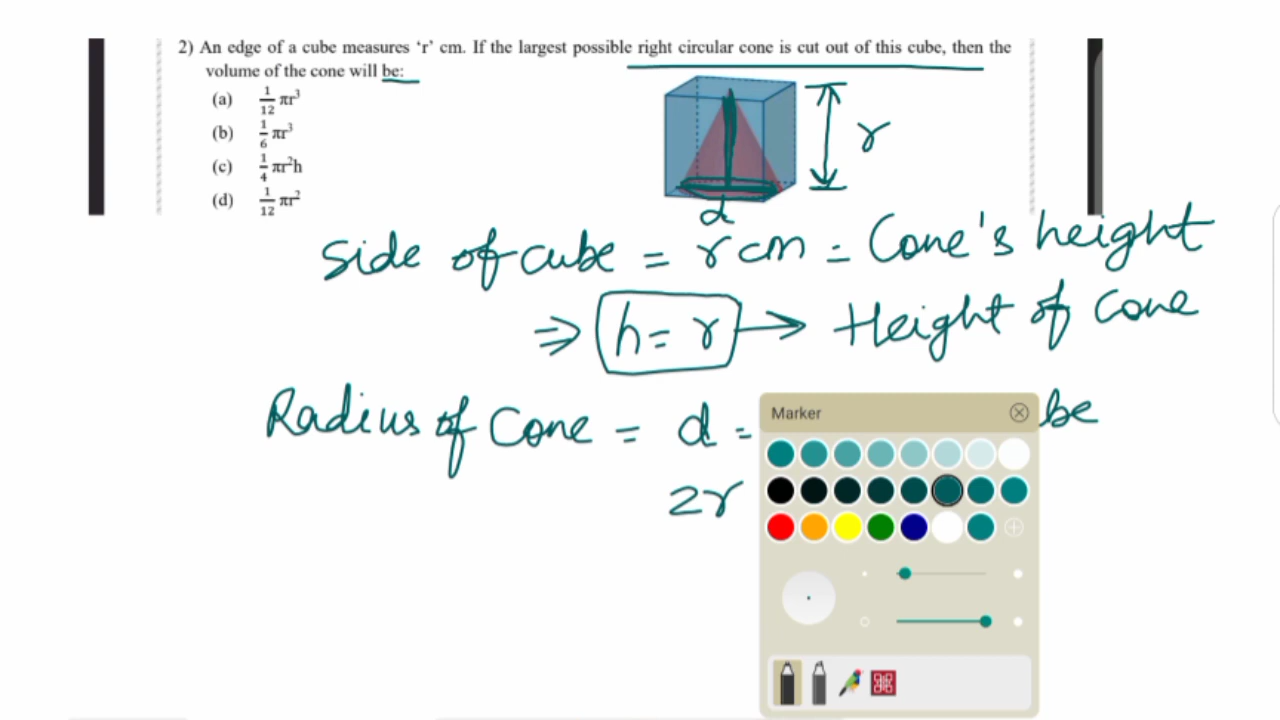 2) An edge of a cube measures ‘r’ cm. If the largest possible right circular cone is cut out of this cube, then the
volume of the cone will be:
(a) 1/12 πr³
(b) 1/6 πr³
(c) 1/4 πr²h
(d) 1/12 πr²
r
d
Side of cube = r cm = Cone's height
⇒ h = r → Height of Cone
Radius of Cone = d = be
2r
Marker